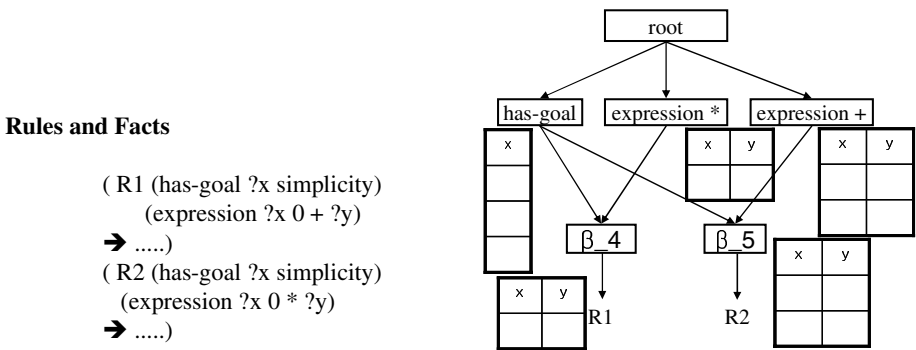 root
has-goal expression * expression +
Rules and Facts
x
x y
x y
( R1 (has-goal ?x simplicity)
(expression ?x 0 + ?y)
➔ .....)
( R2 (has-goal ?x simplicity)
(expression ?x 0 * ?y)
➔ .....)
β_4 β_5
x y
x y
R1 R2